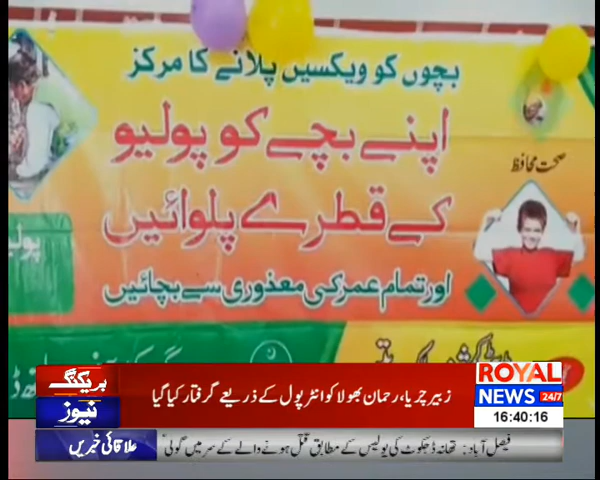 بچوں کو ویکسین پلانے کا مرکز
اپنے بچے کو پولیو
کے قطرے پلوائیں
اور تمام عمر کی معذوری سے بچائیں
صحت محافظ
بریکنگ
نیوز
زبیر چریا، رحمان بھولا کو انٹرپول کے ذریعے گرفتار کیا گیا
ROYAL
NEWS 24/7
16:40:16
علاقائی خبریں
فیصل آباد: تھانہ ڈجکوٹ کی پولیس کے مطابق قتل ہونے والے کے سر میں گولی